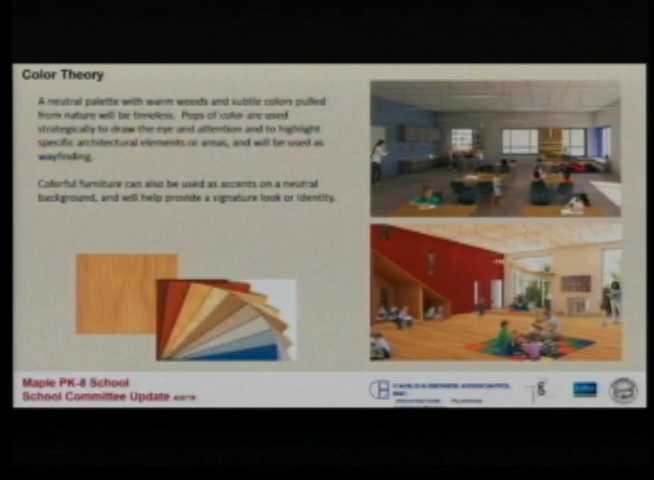 Color Theory
A neutral palette with warm woods and subtle colors pulled
from nature will be timeless. Pops of color are used
strategically to draw the eye and attention and to highlight
specific architectural elements or areas, and will be used as
wayfinding.
Colorful furniture can also be used as accents on a neutral
background, and will help provide a signature look or identity.
Maple PK-8 School
School Committee Update
ASSOCIATES,
INC.